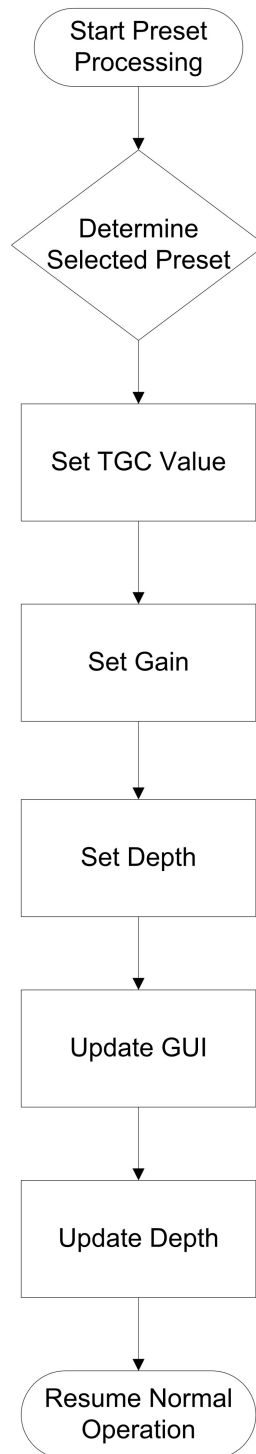 Start Preset
Processing
Determine
Selected Preset
Set TGC Value
Set Gain
Set Depth
Update GUI
Update Depth
Resume Normal
Operation